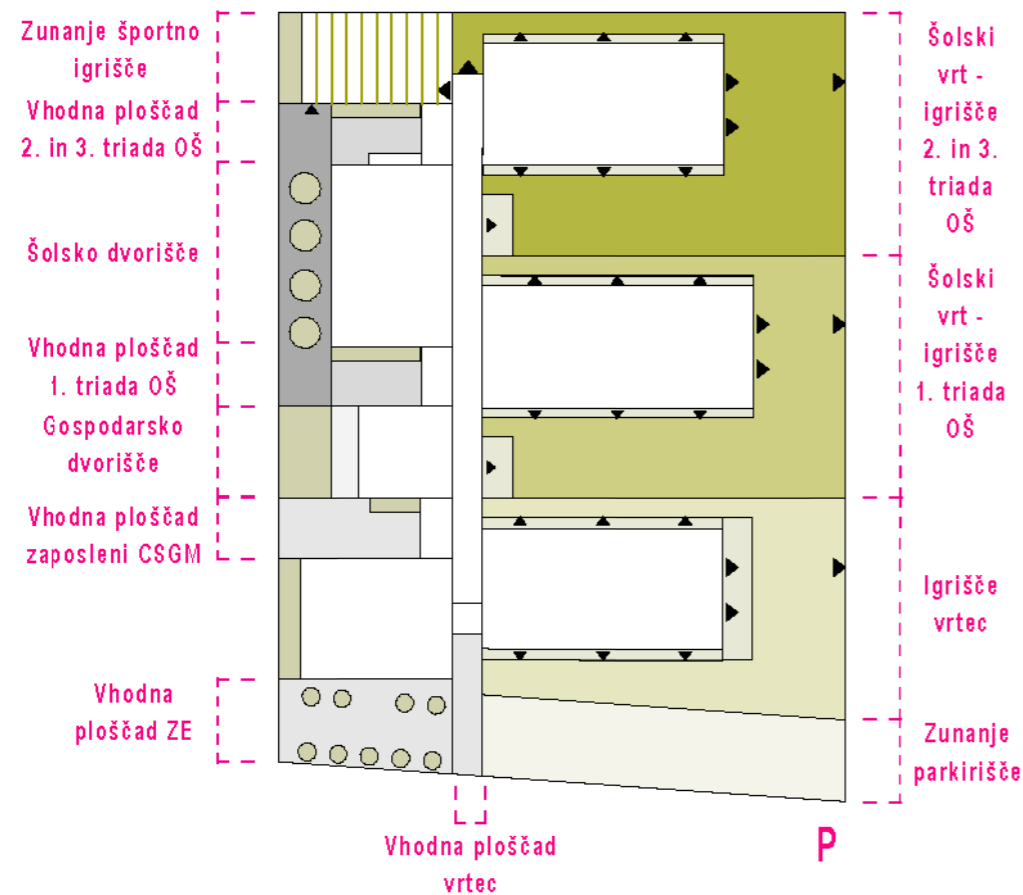 Zunanje športno
igrišče
Vhodna ploščad
2. in 3. triada OŠ
Šolsko dvorišče
Vhodna ploščad
1. triada OŠ
Gospodarsko
dvorišče
Vhodna ploščad
zaposleni CSGM
Vhodna
ploščad ZE
Vhodna ploščad
vrtec
Šolski
vrt -
igrišče
2. in 3.
triada
OŠ
Šolski
vrt -
igrišče
1. triada
OŠ
Igrišče
vrtec
Zunanje
parkirišče
P